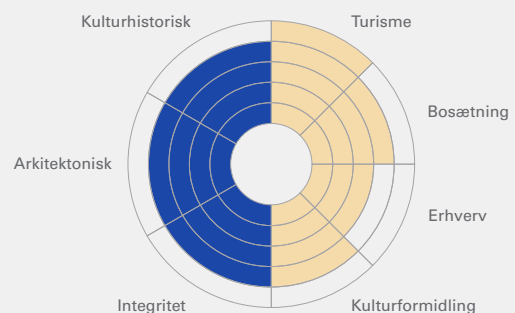 Kulturhistorisk
Turisme
Bosætning
Arkitektonisk
Erhverv
Integritet
Kulturformidling